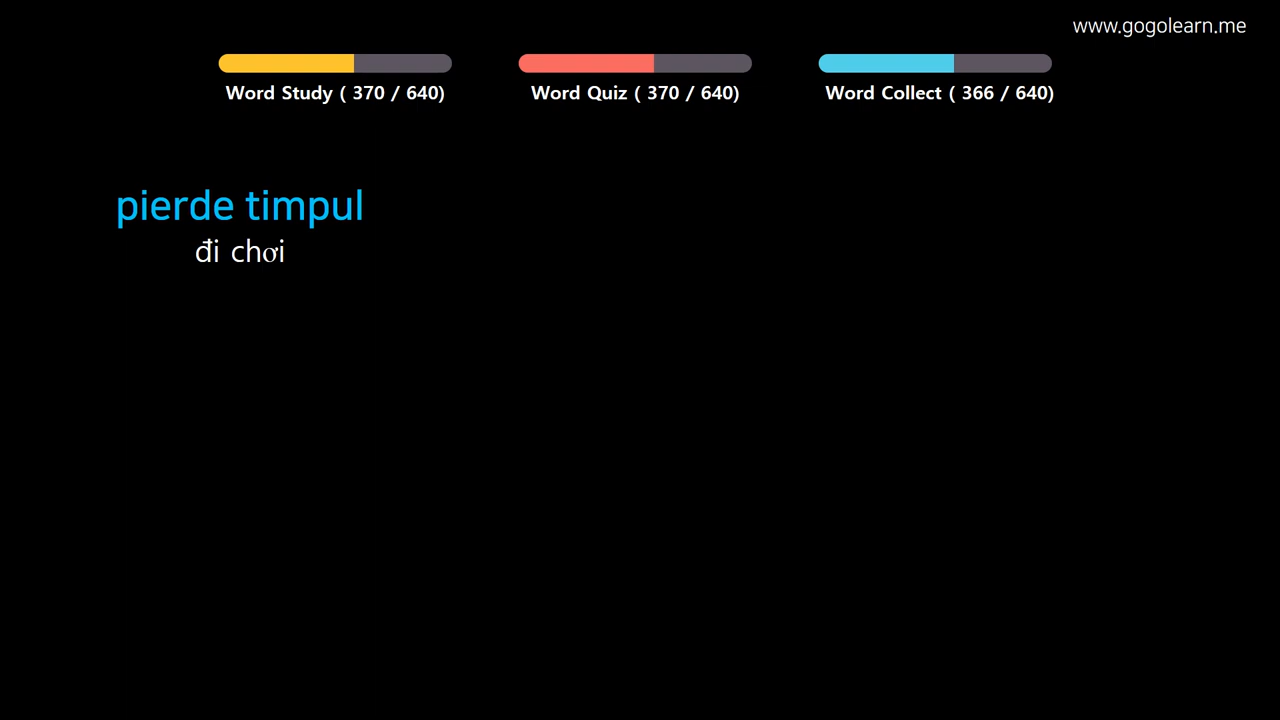 www.gogolearn.me
Word Study ( 370 / 640)
Word Quiz ( 370 / 640)
Word Collect ( 366 / 640)
pierde timpul
đi chơi